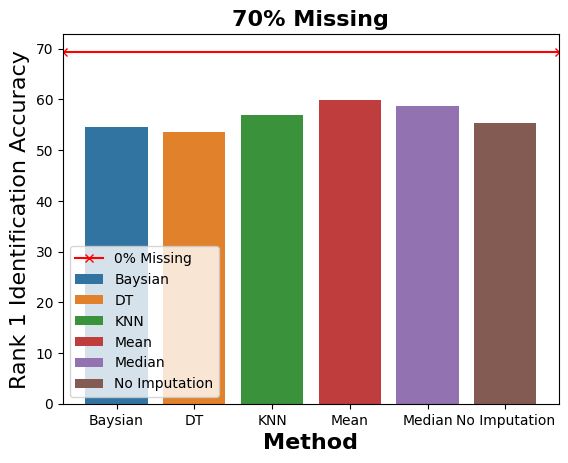 70% Missing
Rank 1 Identification Accuracy
70
60
50
40
30
20
10
0
0% Missing
Baysian
DT
KNN
Mean
Median
No Imputation
Baysian DT KNN Mean Median No Imputation
Method